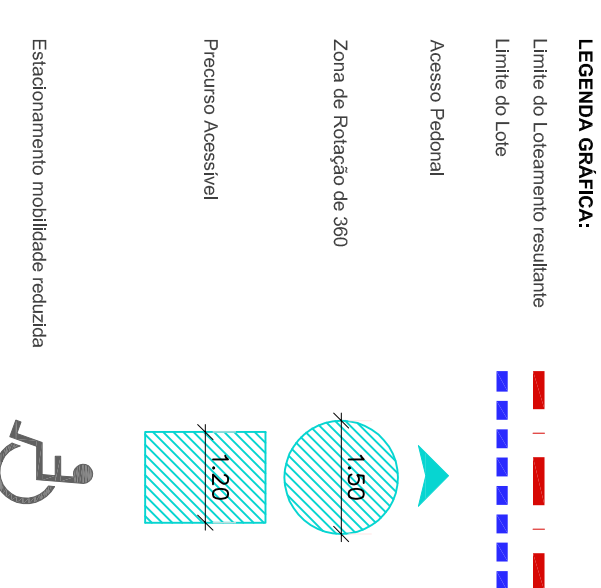 LEGENDA GRÁFICA:
Limite do Loteamento resultante
Limite do Lote
Acesso Pedonal
Zona de Rotação de 360
1.50
Precurso Acessível
1.20
Estacionamento mobilidade reduzida